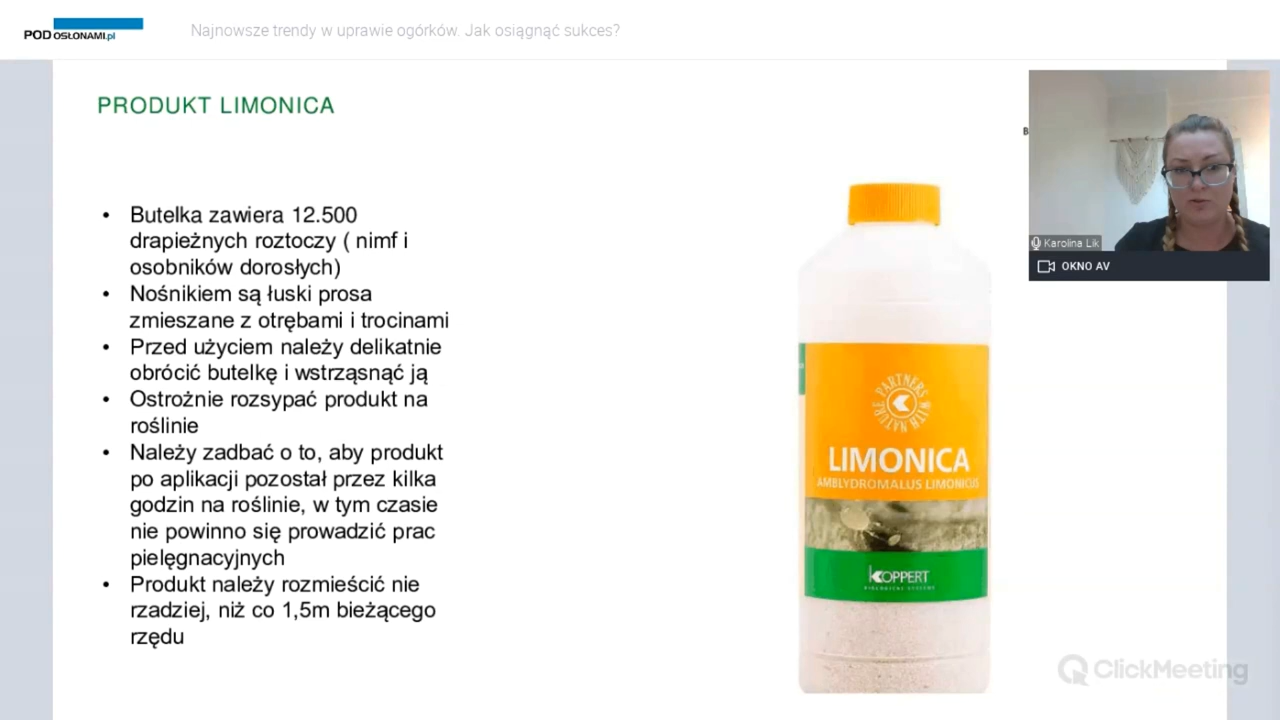 POD OSŁONAMI.pl
Najnowsze trendy w uprawie ogórków. Jak osiągnąć sukces?
PRODUKT LIMONICA
B
Karolina Lik
OKNO AV
• Butelka zawiera 12.500
drapieżnych roztoczy ( nimf i
osobników dorosłych)
• Nośnikiem są łuski prosa
zmieszane z otrębami i trocinami
• Przed użyciem należy delikatnie
obrócić butelkę i wstrząsnąć ją
• Ostrożnie rozsypać produkt na
roślinie
• Należy zadbać o to, aby produkt
po aplikacji pozostał przez kilka
godzin na roślinie, w tym czasie
nie powinno się prowadzić prac
pielęgnacyjnych
• Produkt należy rozmieścić nie
rzadziej, niż co 1,5m bieżącego
rzędu
PARTNERS WITH NATURE
LIMONICA
AMBLYDROMALUS LIMONICUS
KOPPERT
BIOLOGICAL SYSTEMS
ClickMeeting